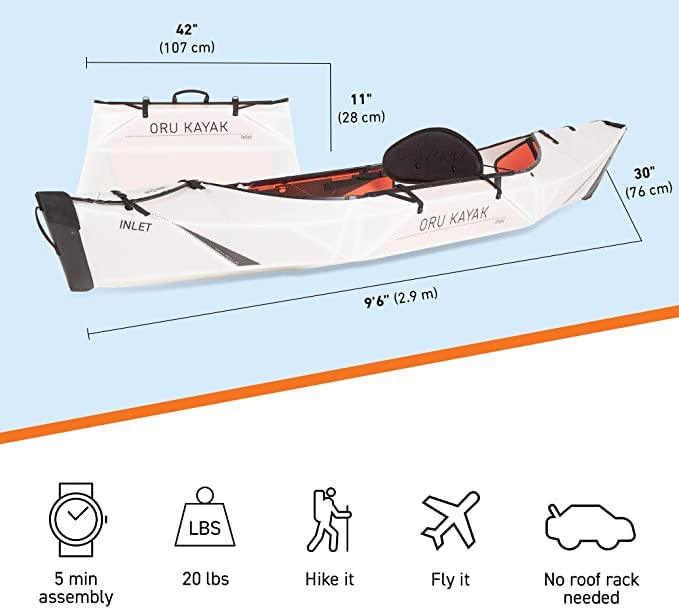 42"
(107 cm)
11"
(28 cm)
ORU KAYAK
Inlet
ORU KAYAK
30"
(76 cm)
INLET
ORU KAYAK
Inlet
9'6" (2.9 m)
LBS
5 min
assembly
20 lbs
Hike it
Fly it
No roof rack
needed